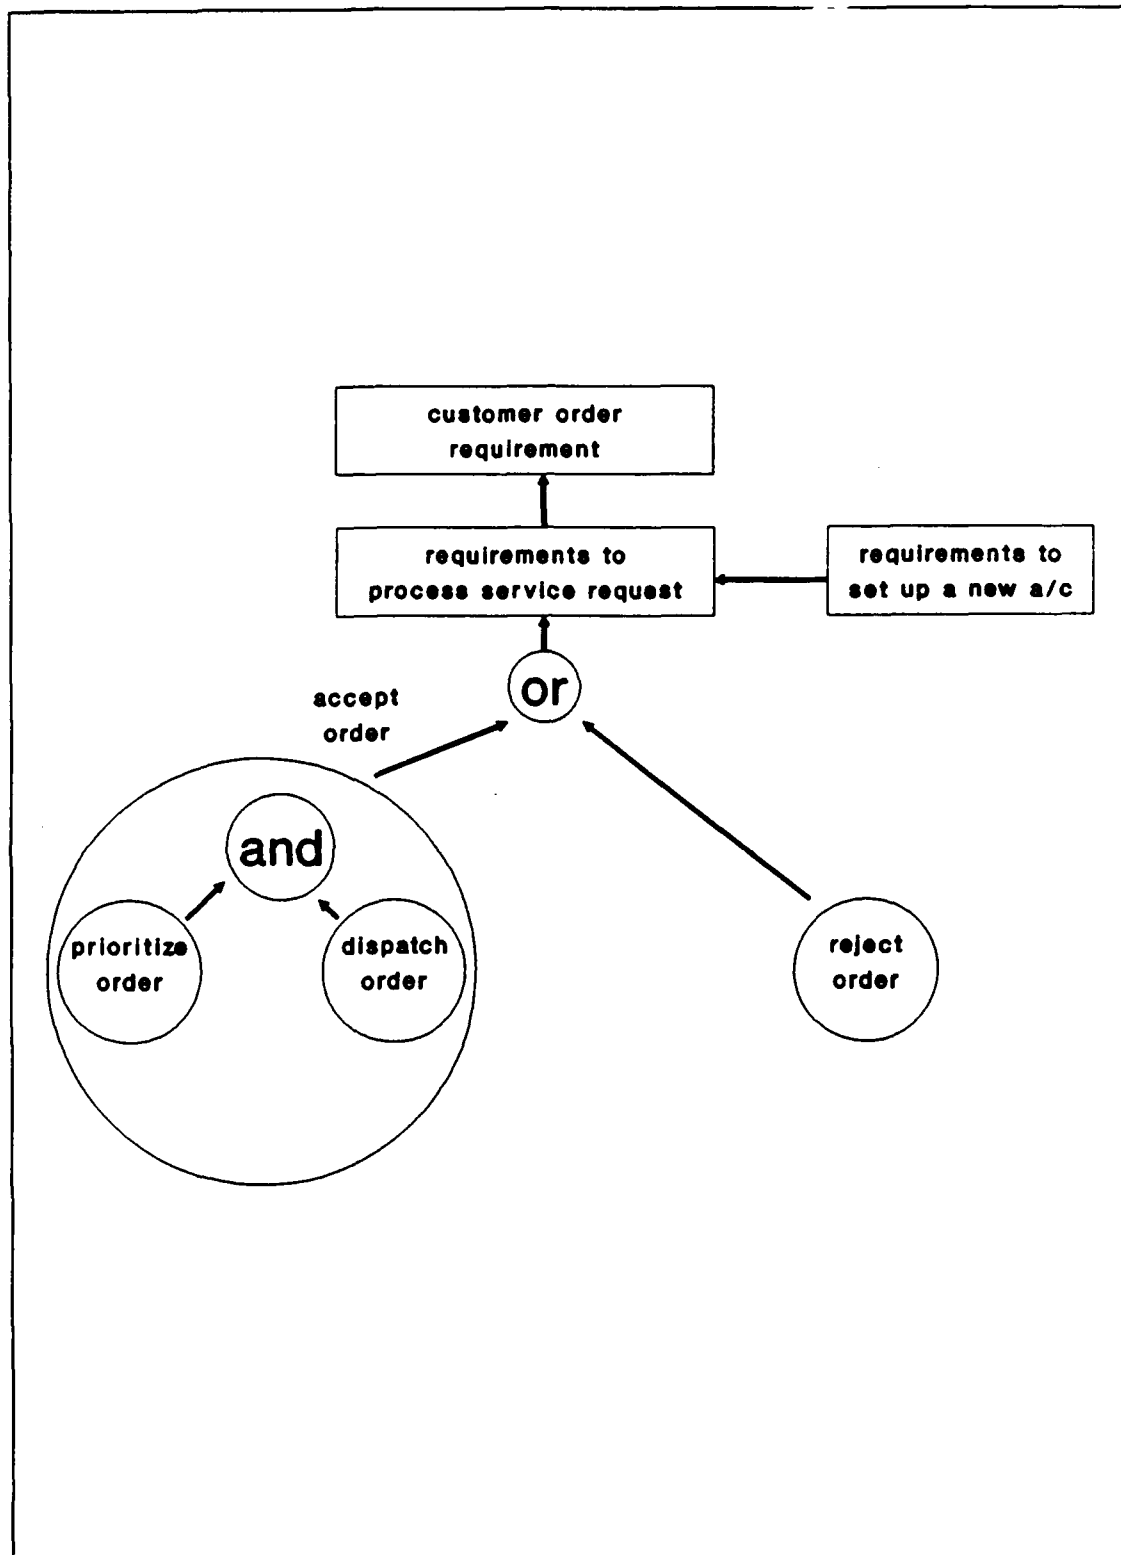 customer order
requirement
requirements to
process service request
requirements to
set up a new a/c
or
accept
order
and
prioritize
order
dispatch
order
reject
order